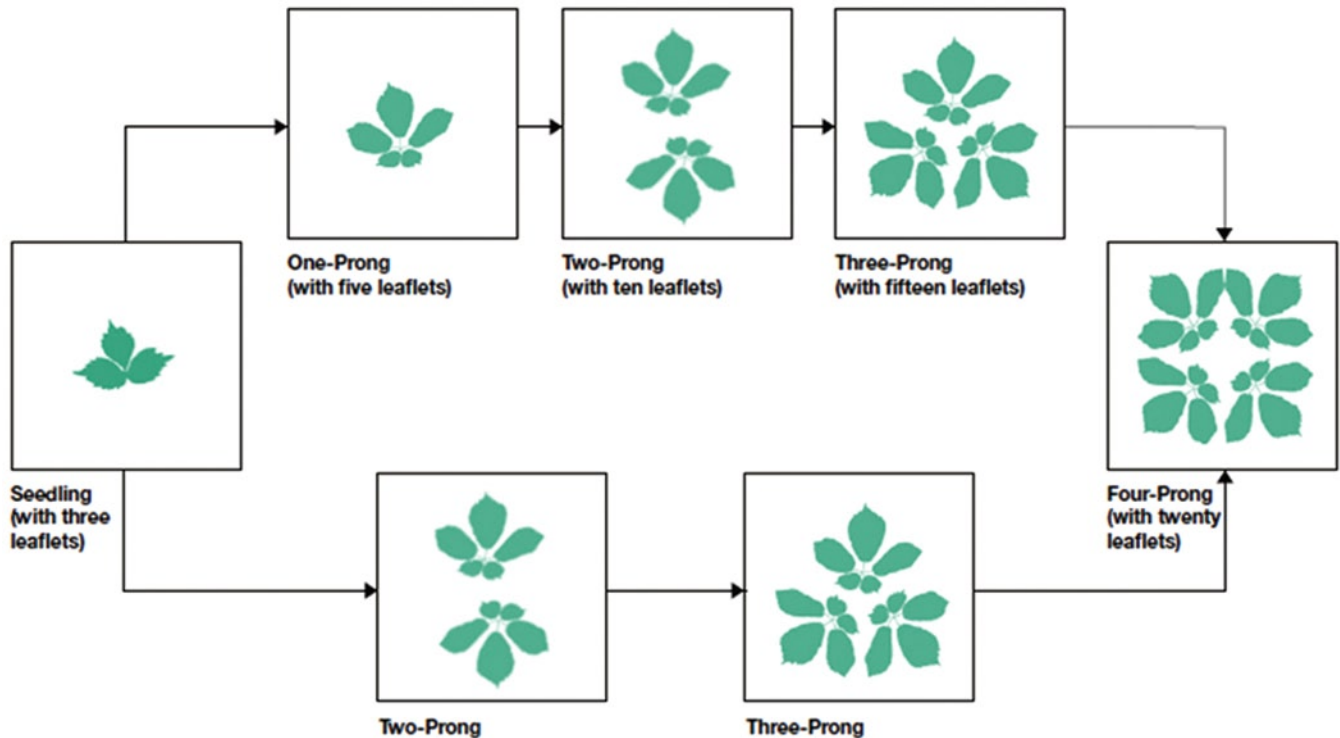 One-Prong
(with five leaflets)
Two-Prong
(with ten leaflets)
Three-Prong
(with fifteen leaflets)
Seedling
(with three
leaflets)
Four-Prong
(with twenty
leaflets)
Two-Prong
Three-Prong